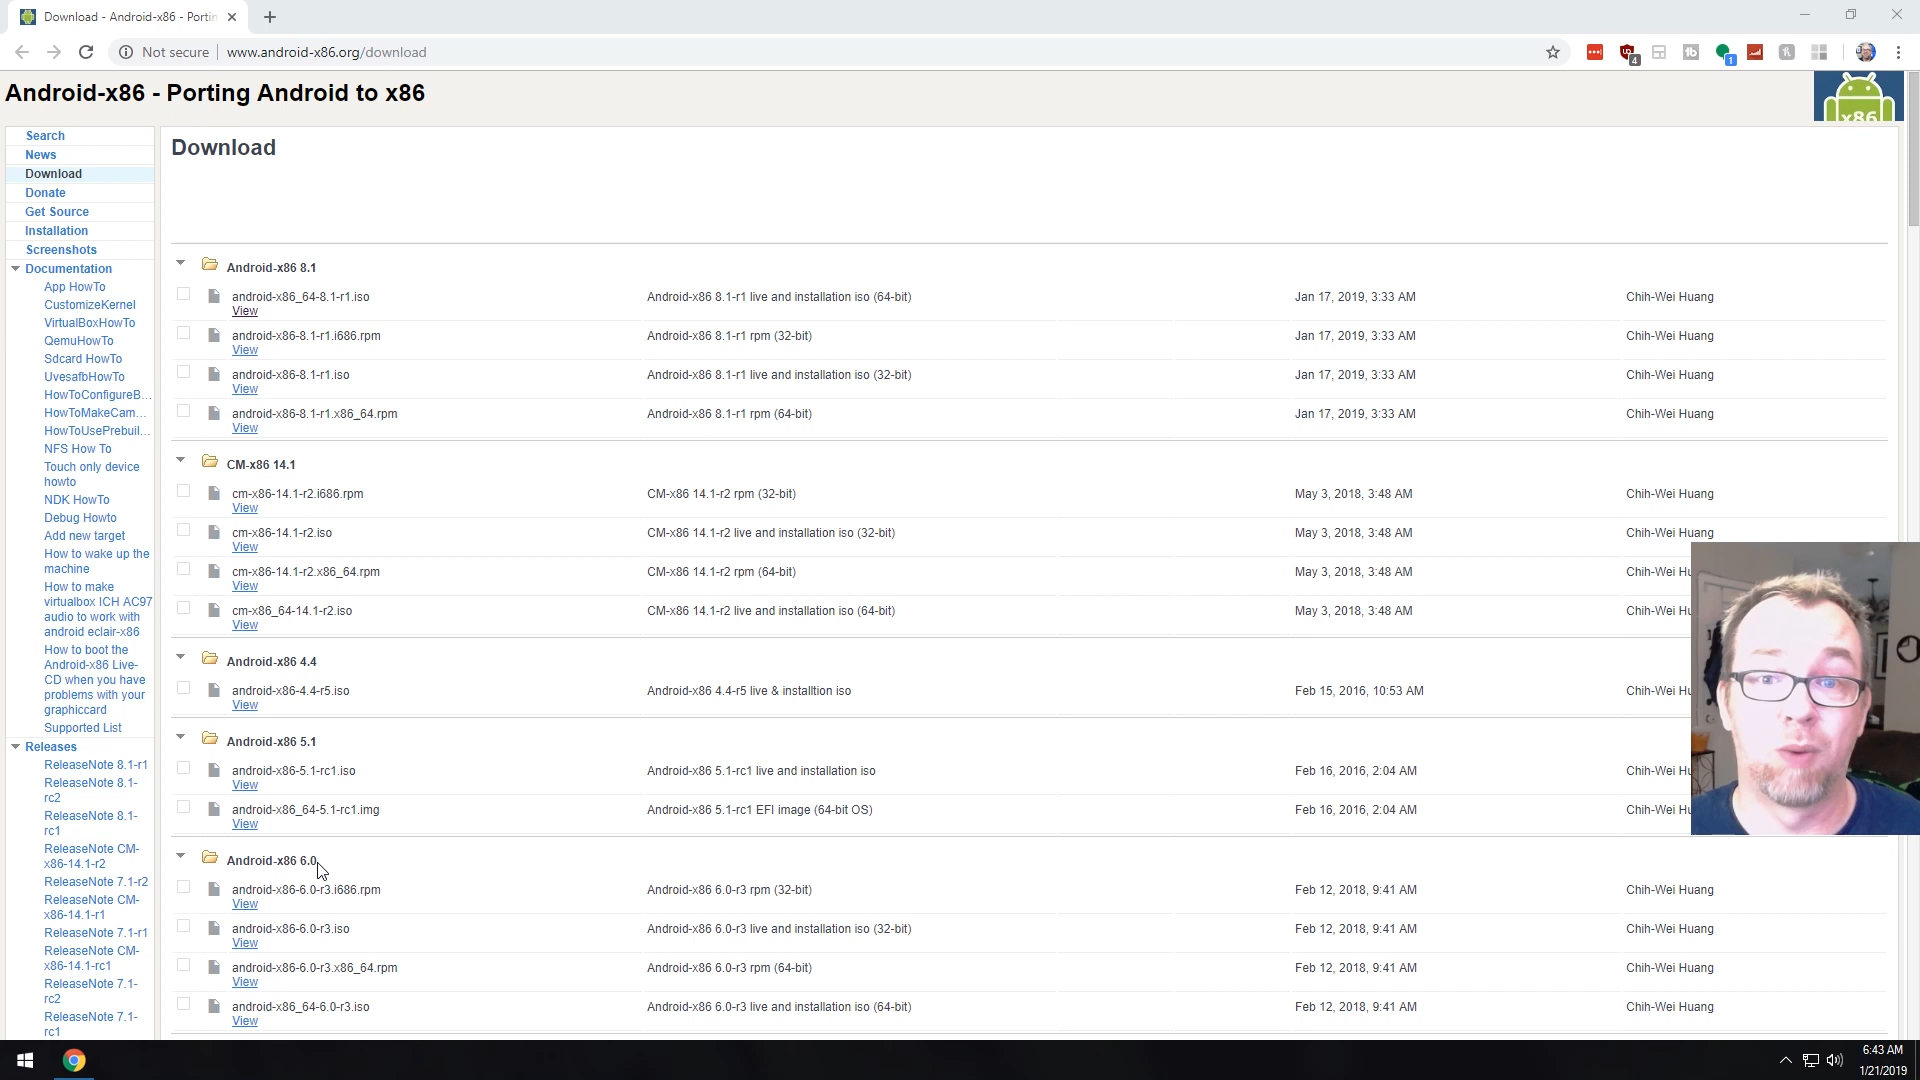 Download - Android-x86 - Portin
Not secure
www.android-x86.org/download
4
1
Android-x86 - Porting Android to x86
x86
Search
News
Download
Donate
Get Source
Installation
Screenshots
Documentation
App HowTo
CustomizeKernel
VirtualBoxHowTo
QemuHowTo
Sdcard HowTo
UvesafbHowTo
HowToConfigureB...
HowToMakeCam...
HowToUsePrebuil...
NFS How To
Touch only device
howto
NDK HowTo
Debug Howto
Add new target
How to wake up the
machine
How to make
virtualbox ICH AC97
audio to work with
android eclair-x86
How to boot the
Android-x86 Live-
CD when you have
problems with your
graphiccard
Supported List
Releases
ReleaseNote 8.1-r1
ReleaseNote 8.1-
rc2
ReleaseNote 8.1-
rc1
ReleaseNote CM-
x86-14.1-r2
ReleaseNote 7.1-r2
ReleaseNote CM-
x86-14.1-r1
ReleaseNote 7.1-r1
ReleaseNote CM-
x86-14.1-rc1
ReleaseNote 7.1-
rc2
ReleaseNote 7.1-
rc1
Download
Android-x86 8.1
android-x86_64-8.1-r1.iso Android-x86 8.1-r1 live and installation iso (64-bit) Jan 17, 2019, 3:33 AM Chih-Wei Huang
View
android-x86-8.1-r1.i686.rpm Android-x86 8.1-r1 rpm (32-bit) Jan 17, 2019, 3:33 AM Chih-Wei Huang
View
android-x86-8.1-r1.iso Android-x86 8.1-r1 live and installation iso (32-bit) Jan 17, 2019, 3:33 AM Chih-Wei Huang
View
android-x86-8.1-r1.x86_64.rpm Android-x86 8.1-r1 rpm (64-bit) Jan 17, 2019, 3:33 AM Chih-Wei Huang
View
CM-x86 14.1
cm-x86-14.1-r2.i686.rpm CM-x86 14.1-r2 rpm (32-bit) May 3, 2018, 3:48 AM Chih-Wei Huang
View
cm-x86-14.1-r2.iso CM-x86 14.1-r2 live and installation iso (32-bit) May 3, 2018, 3:48 AM Chih-Wei Huang
View
cm-x86-14.1-r2.x86_64.rpm CM-x86 14.1-r2 rpm (64-bit) May 3, 2018, 3:48 AM Chih-Wei Hu
View
cm-x86_64-14.1-r2.iso CM-x86 14.1-r2 live and installation iso (64-bit) May 3, 2018, 3:48 AM Chih-Wei Hu
View
Android-x86 4.4
android-x86-4.4-r5.iso Android-x86 4.4-r5 live & installtion iso Feb 15, 2016, 10:53 AM Chih-Wei Hu
View
Android-x86 5.1
android-x86-5.1-rc1.iso Android-x86 5.1-rc1 live and installation iso Feb 16, 2016, 2:04 AM Chih-Wei Hu
View
android-x86_64-5.1-rc1.img Android-x86 5.1-rc1 EFI image (64-bit OS) Feb 16, 2016, 2:04 AM Chih-Wei Hu
View
Android-x86 6.0
android-x86-6.0-r3.i686.rpm Android-x86 6.0-r3 rpm (32-bit) Feb 12, 2018, 9:41 AM Chih-Wei Huang
View
android-x86-6.0-r3.iso Android-x86 6.0-r3 live and installation iso (32-bit) Feb 12, 2018, 9:41 AM Chih-Wei Huang
View
android-x86-6.0-r3.x86_64.rpm Android-x86 6.0-r3 rpm (64-bit) Feb 12, 2018, 9:41 AM Chih-Wei Huang
View
android-x86_64-6.0-r3.iso Android-x86 6.0-r3 live and installation iso (64-bit) Feb 12, 2018, 9:41 AM Chih-Wei Huang
View
6:43 AM
1/21/2019